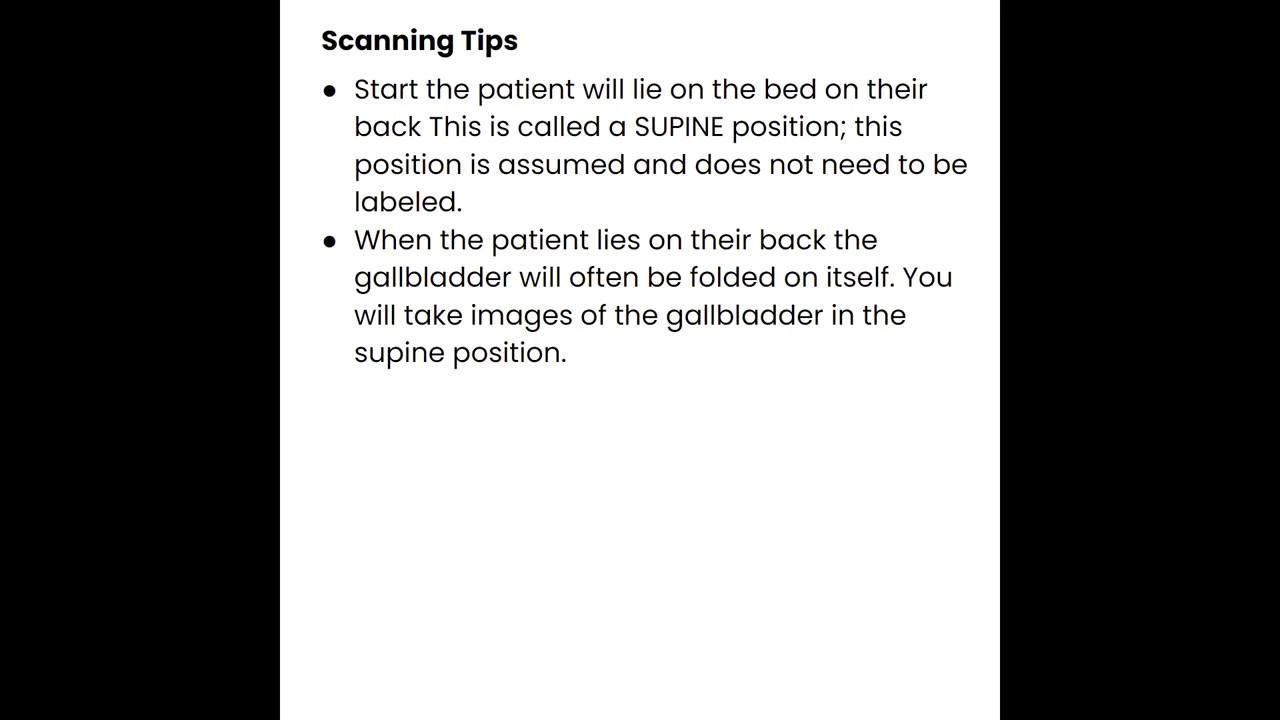 Scanning Tips
● Start the patient will lie on the bed on their
back This is called a SUPINE position; this
position is assumed and does not need to be
labeled.
● When the patient lies on their back the
gallbladder will often be folded on itself. You
will take images of the gallbladder in the
supine position.